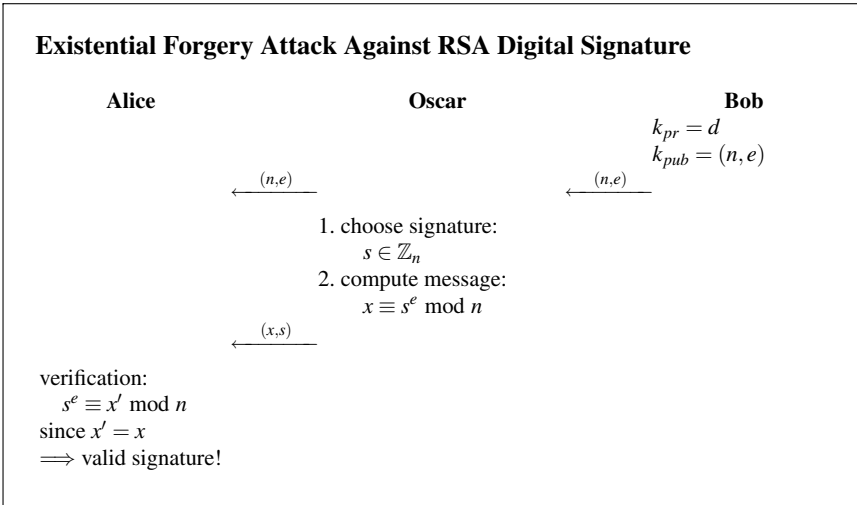 Existential Forgery Attack Against RSA Digital Signature
Alice Oscar Bob
k_pr = d
k_pub = (n,e)
(n,e) (n,e)
← ←
1. choose signature:
s ∈ ℤ_n
2. compute message:
x ≡ s^e mod n
(x,s)
←
verification:
s^e ≡ x′ mod n
since x′ = x
⟹ valid signature!